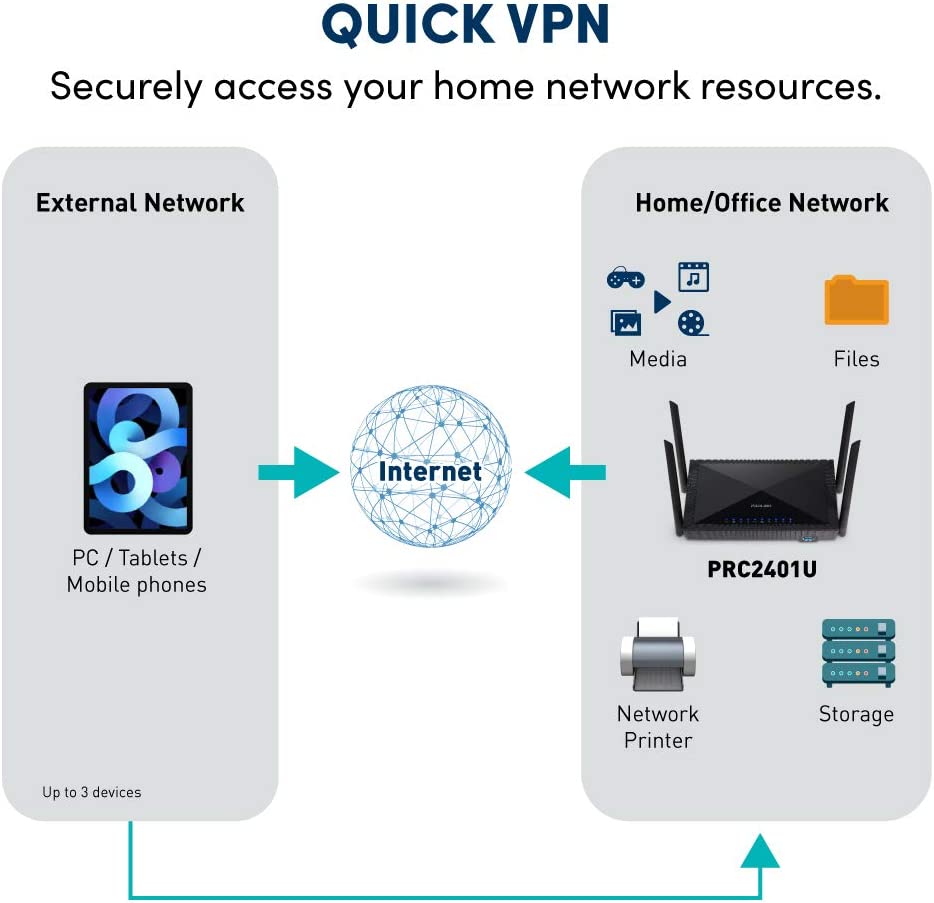 QUICK VPN
Securely access your home network resources.
External Network
PC / Tablets /
Mobile phones
Up to 3 devices
Internet
Home/Office Network
Media
Files
PRC2401U
Network
Printer
Storage